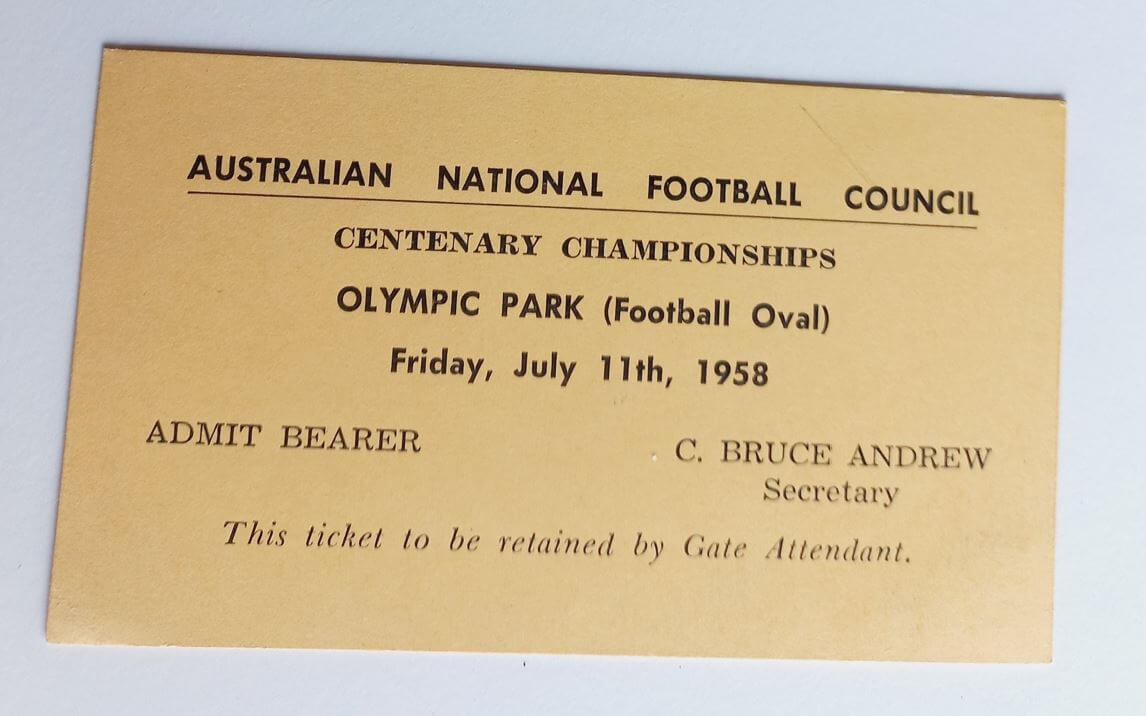 AUSTRALIAN NATIONAL FOOTBALL COUNCIL
CENTENARY CHAMPIONSHIPS
OLYMPIC PARK (Football Oval)
Friday, July 11th, 1958
ADMIT BEARER
C. BRUCE ANDREW
Secretary
This ticket to be retained by Gate Attendant.